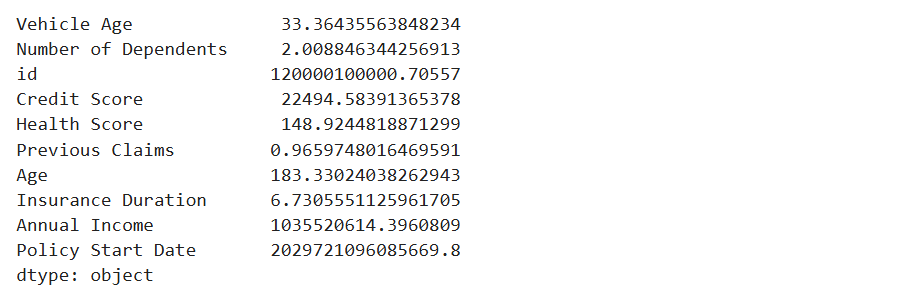 Vehicle Age 33.36435563848234
Number of Dependents 2.008846344256913
id 120000100000.70557
Credit Score 22494.58391365378
Health Score 148.9244818871299
Previous Claims 0.9659748016469591
Age 183.33024038262943
Insurance Duration 6.7305551125961705
Annual Income 1035520614.3960809
Policy Start Date 2029721096085669.8
dtype: object